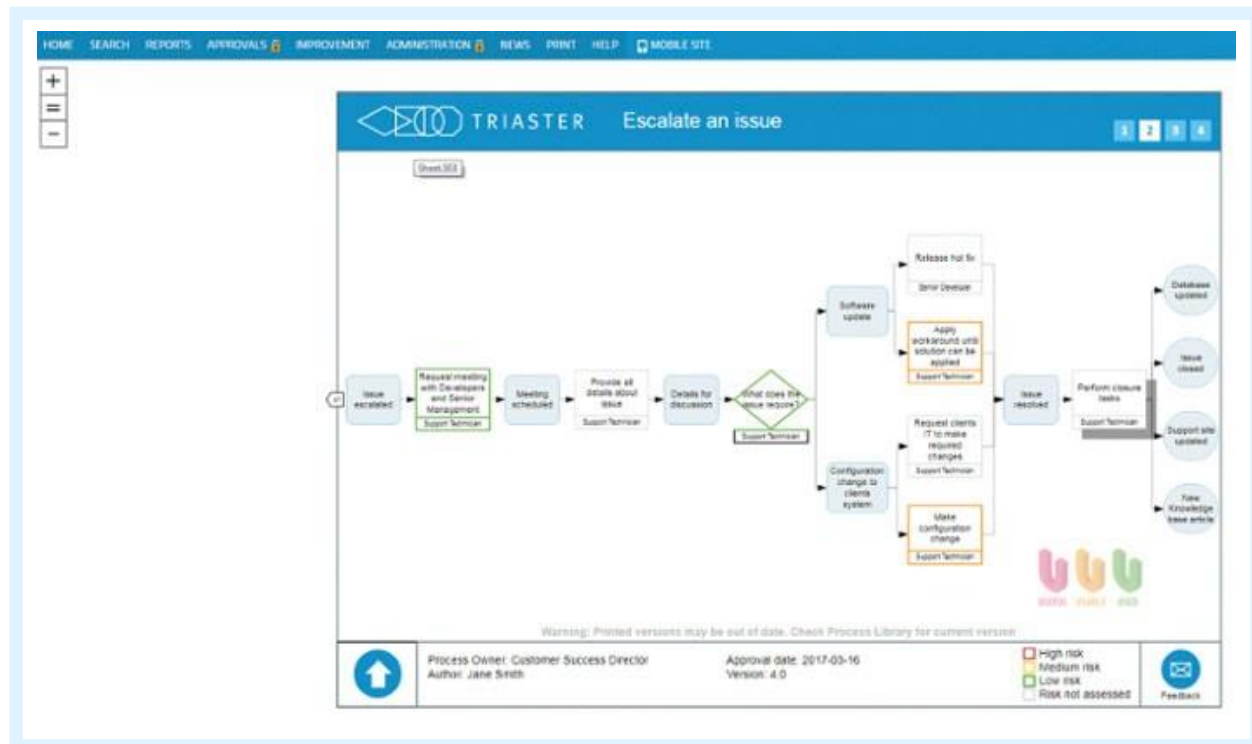 HOME SEARCH REPORTS APPROVALS IMPROVEMENT ADMINISTRATION NEWS PRINT HELP MOBILE SITE
+
=
-
TRIASTER Escalate an issue
1 2 3 4
Issue
escalated
Request meeting
with Developers
and Senior
Management
Support Technician
Meeting
scheduled
Provide all
details about
issue
Support Technician
Details for
discussion
What does the
issue require?
Support Technician
Software
update
Release hot fix
Senior Developer
Apply
workaround until
solution can be
applied
Support Technician
Configuration
change to
clients
system
Request clients
IT to make
required
changes
Support Technician
Make
configuration
change
Support Technician
Issue
resolved
Perform closure
tasks
Support Technician
Database
updated
Issue
closed
Support site
updated
New
Knowledge
base article
Warning: Printed versions may be out of date. Check Process Library for current version
Process Owner: Customer Success Director
Author: Jane Smith
Approval date: 2017-03-16
Version: 4.0
High risk
Medium risk
Low risk
Risk not assessed
Feedback